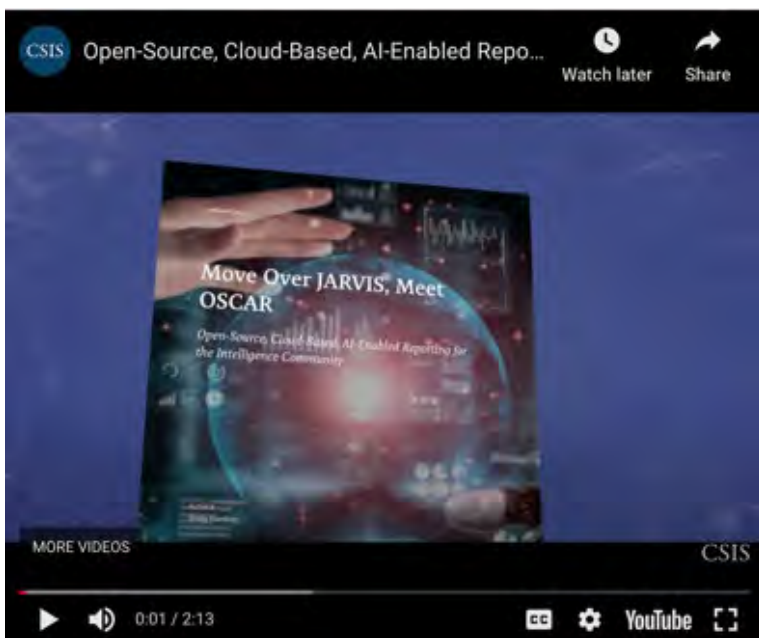 CSIS
Open-Source, Cloud-Based, AI-Enabled Repo...
Watch later
Share
Move Over JARVIS, Meet
OSCAR
Open-Source, Cloud-Based, AI-Enabled Reporting for
the Intelligence Community
MORE VIDEOS
CSIS
0:01 / 2:13
CC
YouTube